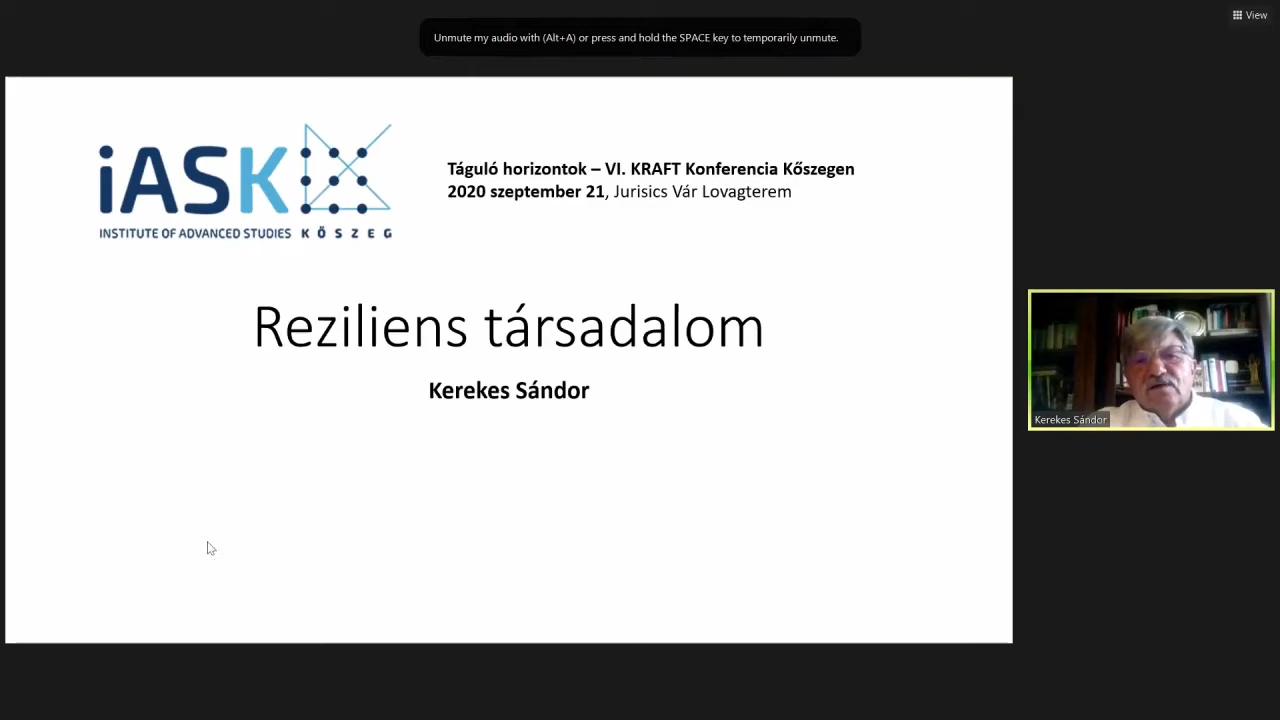 View
Unmute my audio with (Alt+A) or press and hold the SPACE key to temporarily unmute.
iASK
INSTITUTE OF ADVANCED STUDIES KŐSZEG
Táguló horizontok – VI. KRAFT Konferencia Kőszegen
2020 szeptember 21, Jurisics Vár Lovagterem
Reziliens társadalom
Kerekes Sándor
Kerekes Sándor